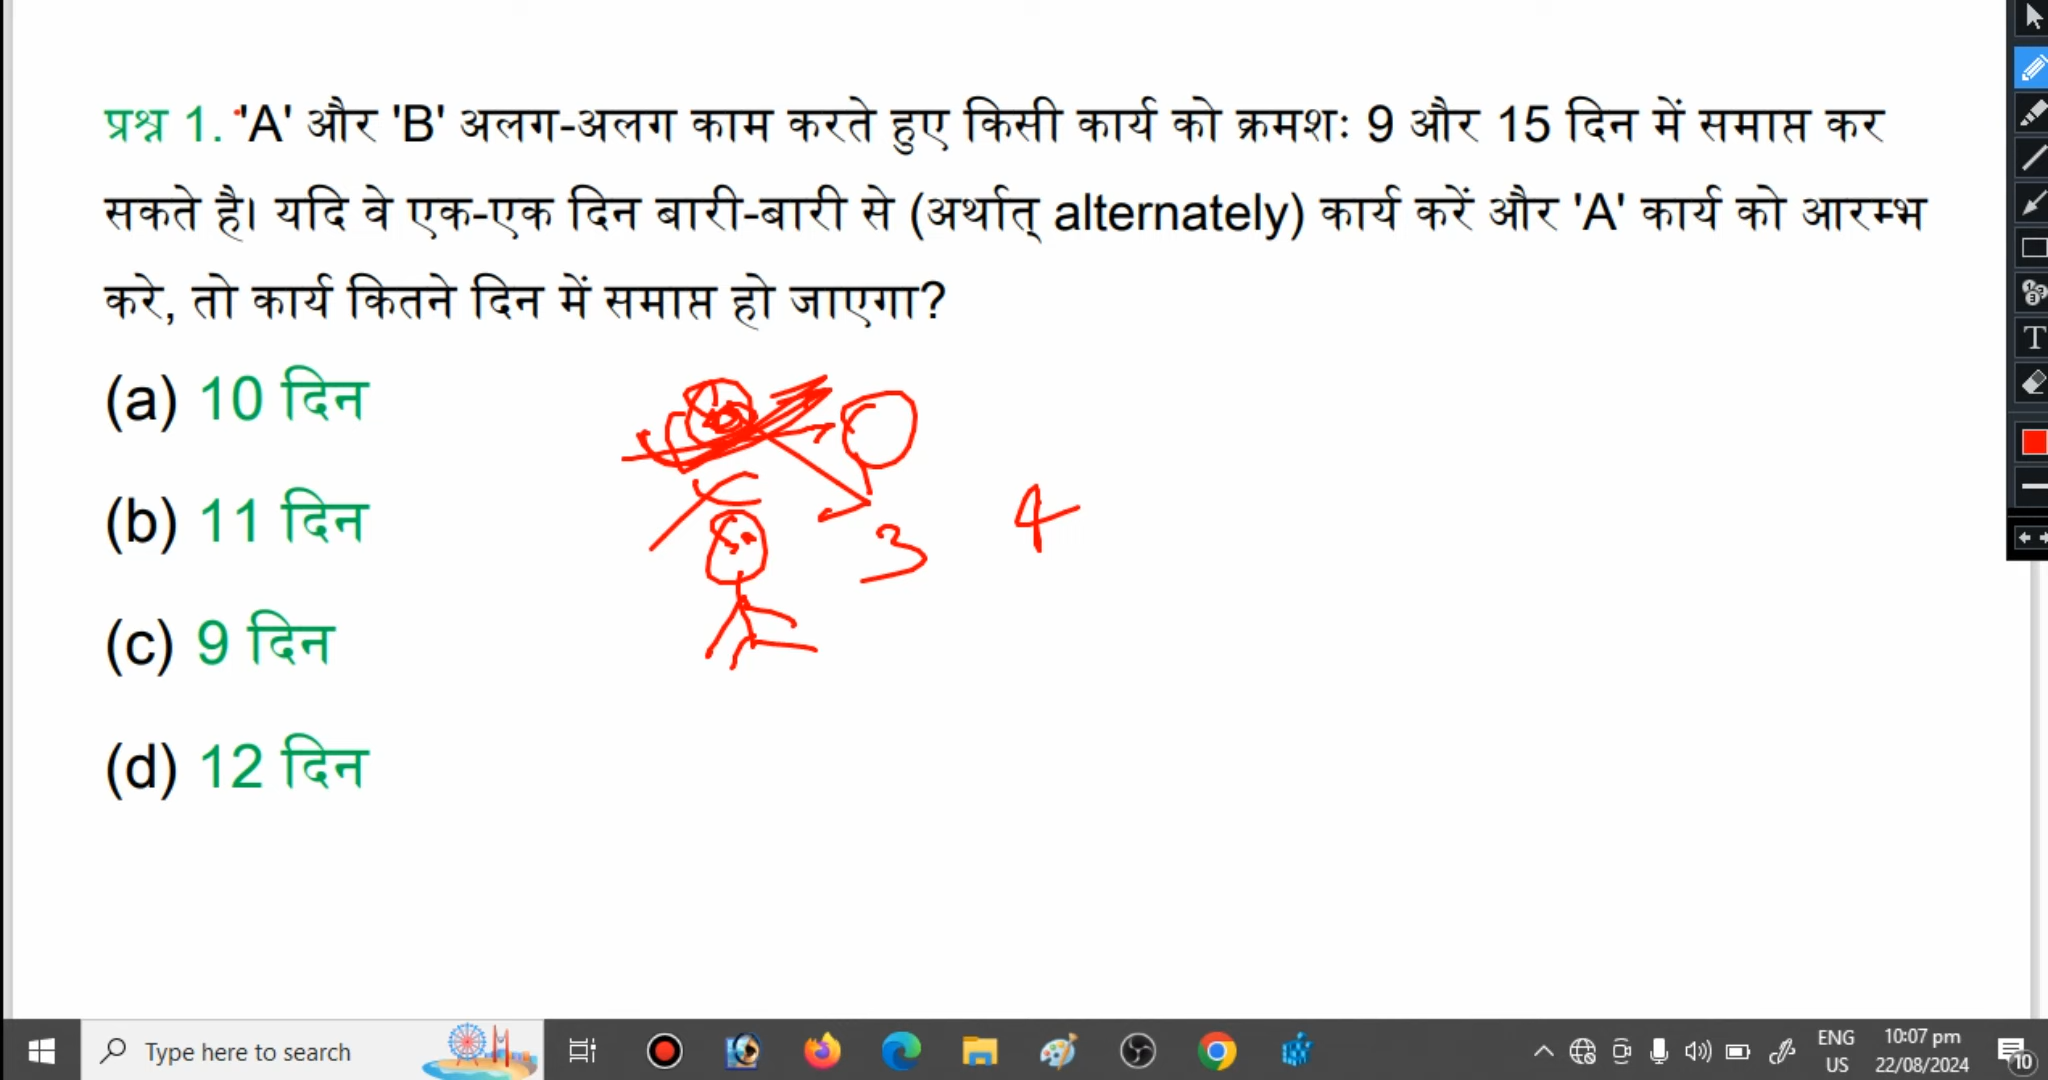 प्रश्न 1. 'A' और 'B' अलग-अलग काम करते हुए किसी कार्य को क्रमशः 9 और 15 दिन में समाप्त कर
सकते है। यदि वे एक-एक दिन बारी-बारी से (अर्थात् alternately) कार्य करें और 'A' कार्य को आरम्भ
करे, तो कार्य कितने दिन में समाप्त हो जाएगा?
(a) 10 दिन
(b) 11 दिन
3 4
(c) 9 दिन
(d) 12 दिन
Type here to search
ENG
US
10:07 pm
22/08/2024
10